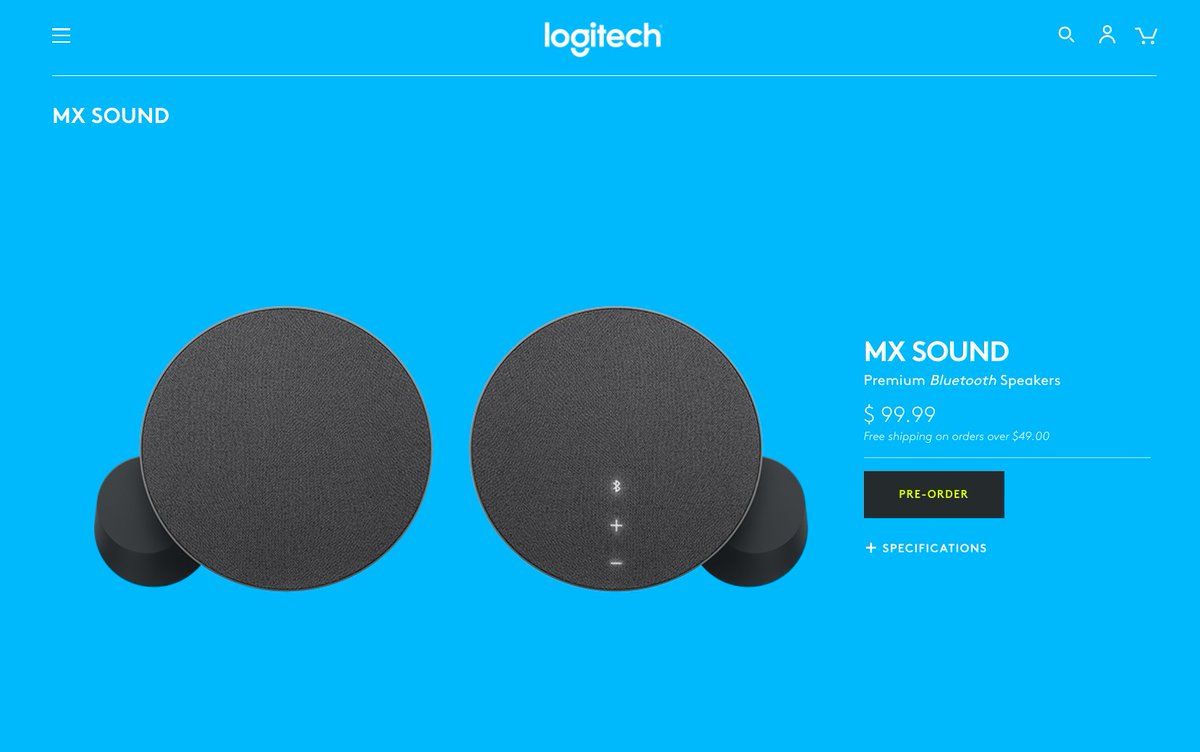 logitech
MX SOUND
MX SOUND
Premium Bluetooth Speakers
$ 99.99
Free shipping on orders over $49.00
PRE-ORDER
+ SPECIFICATIONS